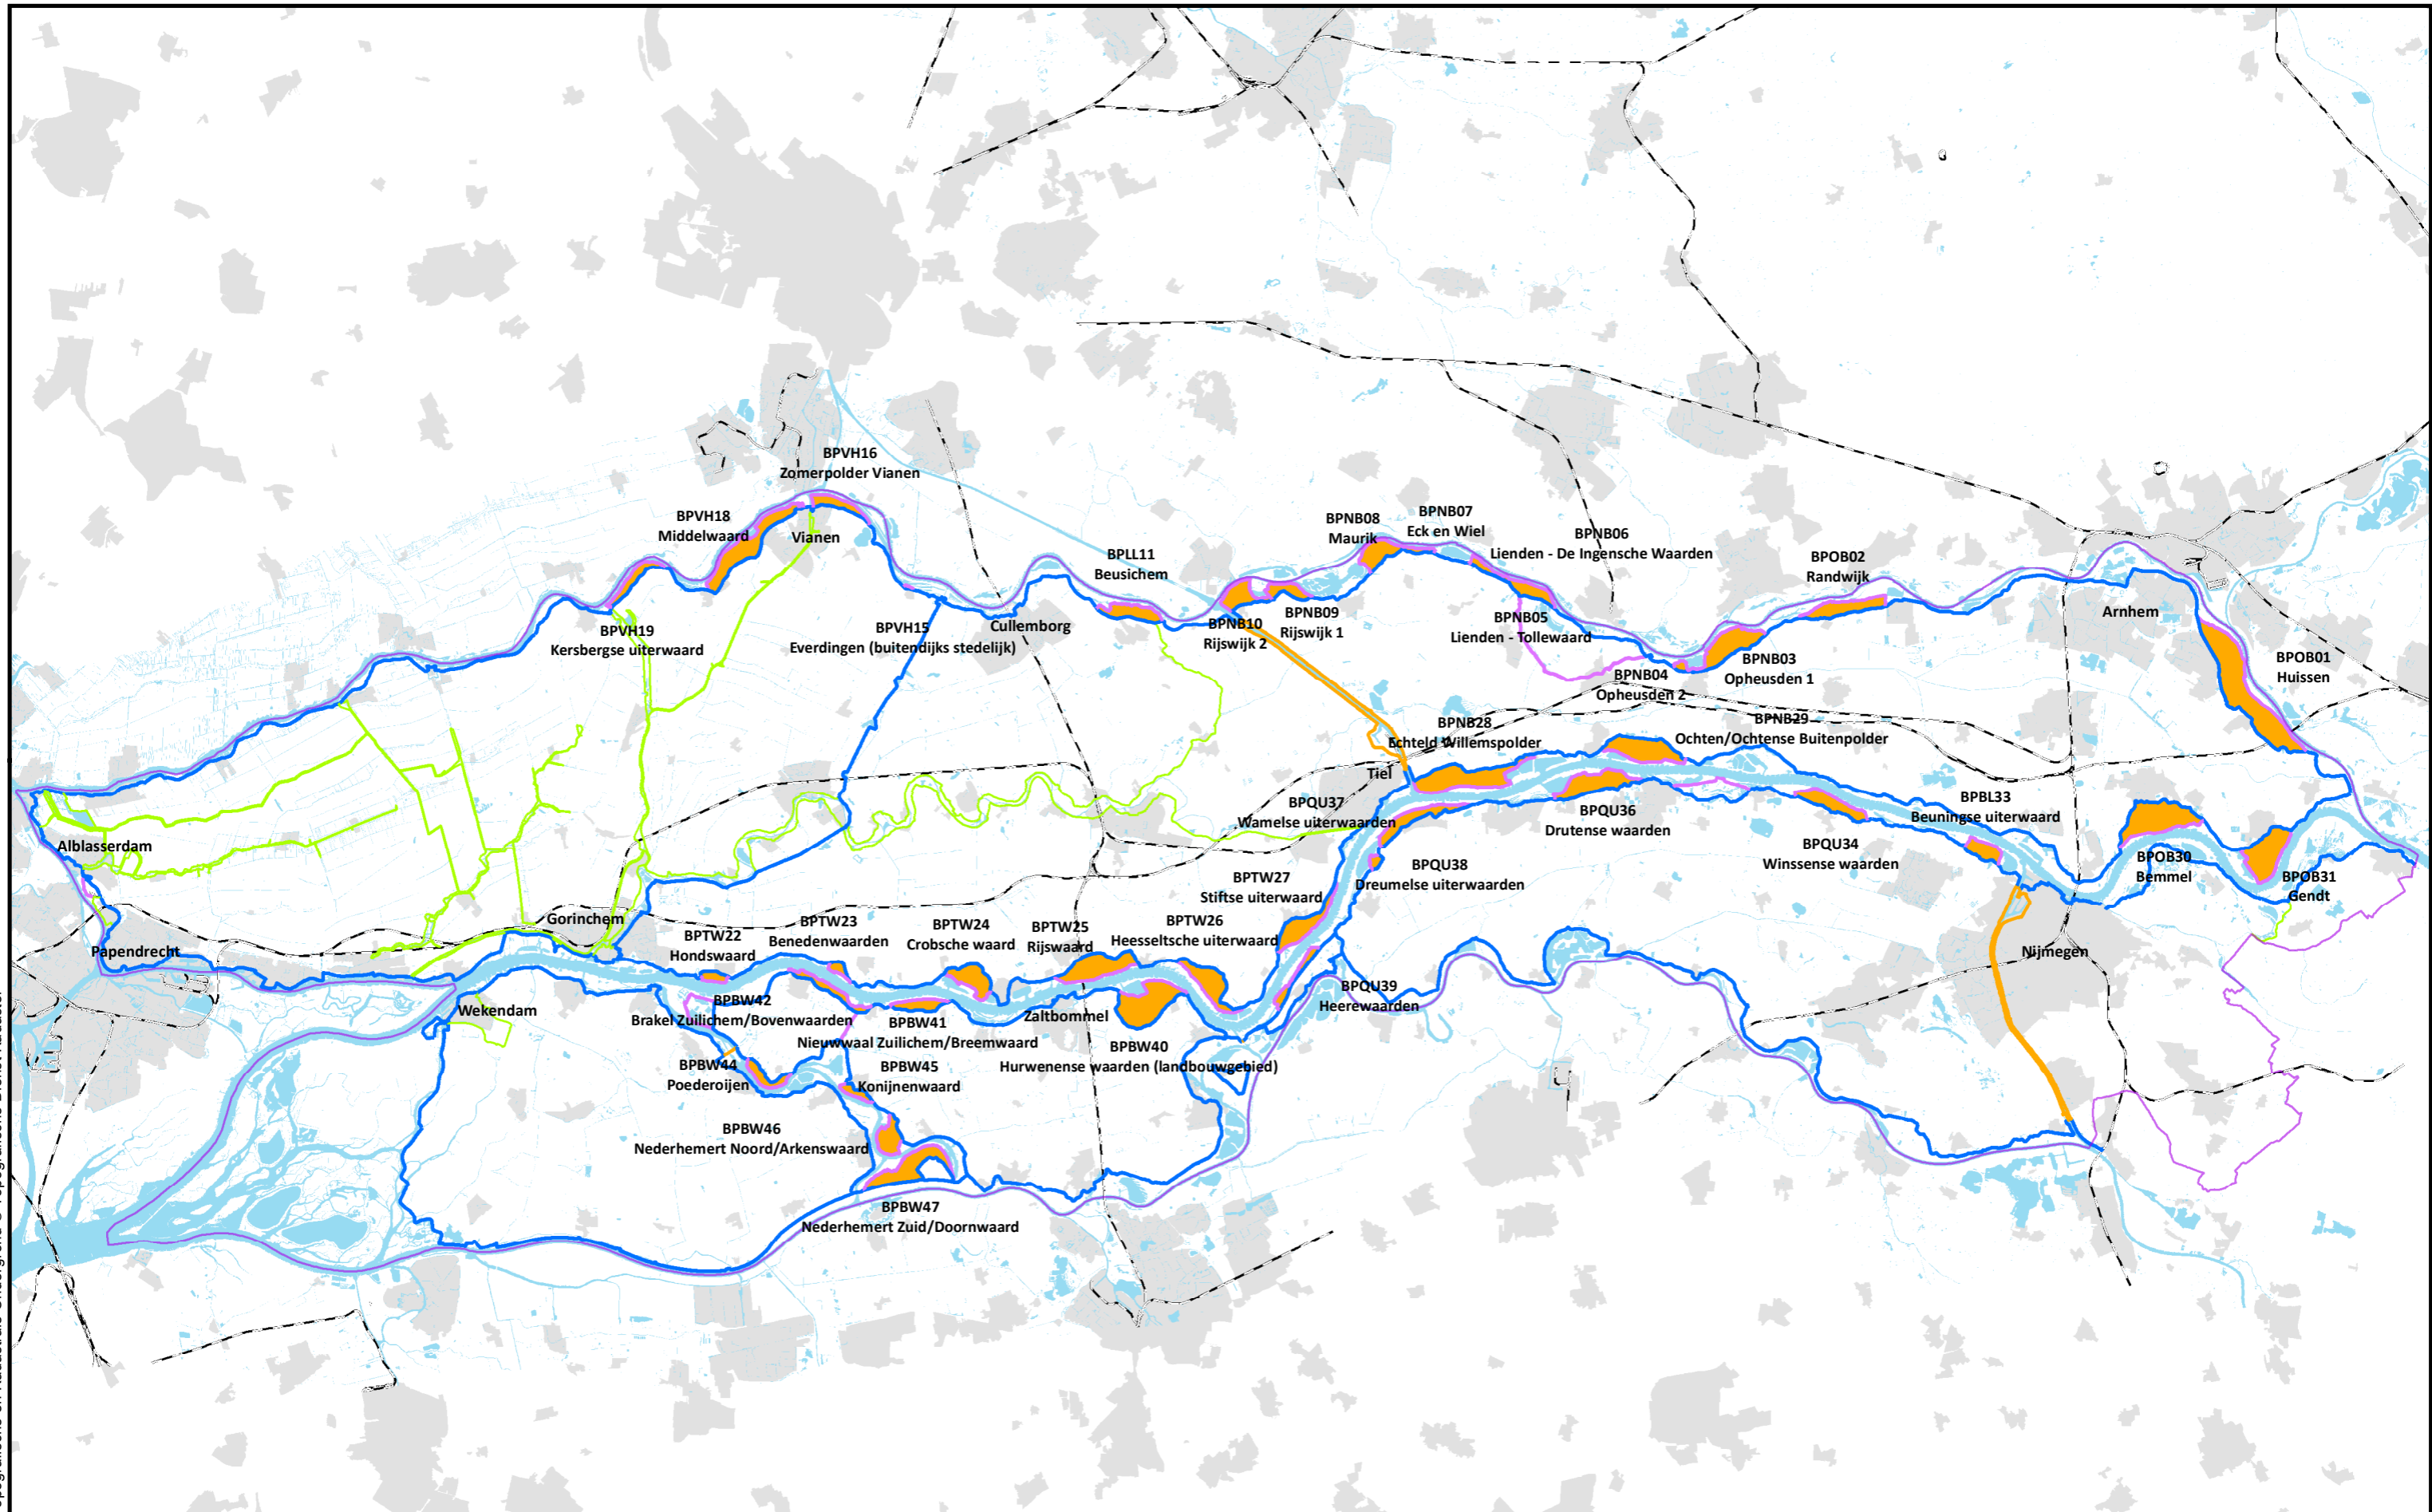 BPVH16
Zomerpolder Vianen
BPVH18
Middelwaard
Vianen
BPNB08
Maurik
BPNB07
Eck en Wiel
BPNB06
Lienden - De Ingensche Waarden
BPLL11
Beusichem
BPOB02
Randwijk
Arnhem
BPVH19
Kersbergse uiterwaard
BPVH15
Everdingen (buitendijks stedelijk)
Cullemborg
BPNB10
Rijswijk 2
BPNB09
Rijswijk 1
BPNB05
Lienden - Tollewaard
BPNB04
Opheusden 2
BPNB03
Opheusden 1
BPOB01
Huissen
BPNB28
Echteld Willemspolder
BPNB29
Ochten/Ochtense Buitenpolder
Tiel
BPQU37
Wamelse uiterwaarden
BPQU36
Drutense waarden
BPBL33
Beuningse uiterwaard
BPQU34
Winssense waarden
Alblasserdam
BPQU38
Dreumelse uiterwaarden
BPOB30
Bemmel
BPOB31
Gendt
BPTW27
Stiftse uiterwaard
Gorinchem
BPTW22
Hondswaard
BPTW23
Benedenwaarden
BPTW24
Crobsche waard
BPTW25
Rijswaard
BPTW26
Heesseltsche uiterwaard
Papendrecht
Nijmegen
BPQU39
Heerewaarden
Wekendam
BPBW42
Brakel Zuilichem/Bovenwaarden
BPBW41
Nieuwwaal Zuilichem/Breemwaard
Zaltbommel
BPBW40
Hurwenense waarden (landbouwgebied)
BPBW44
Poederoijen
BPBW45
Konijnenwaard
BPBW46
Nederhemert Noord/Arkenswaard
BPBW47
Nederhemert Zuid/Doornwaard